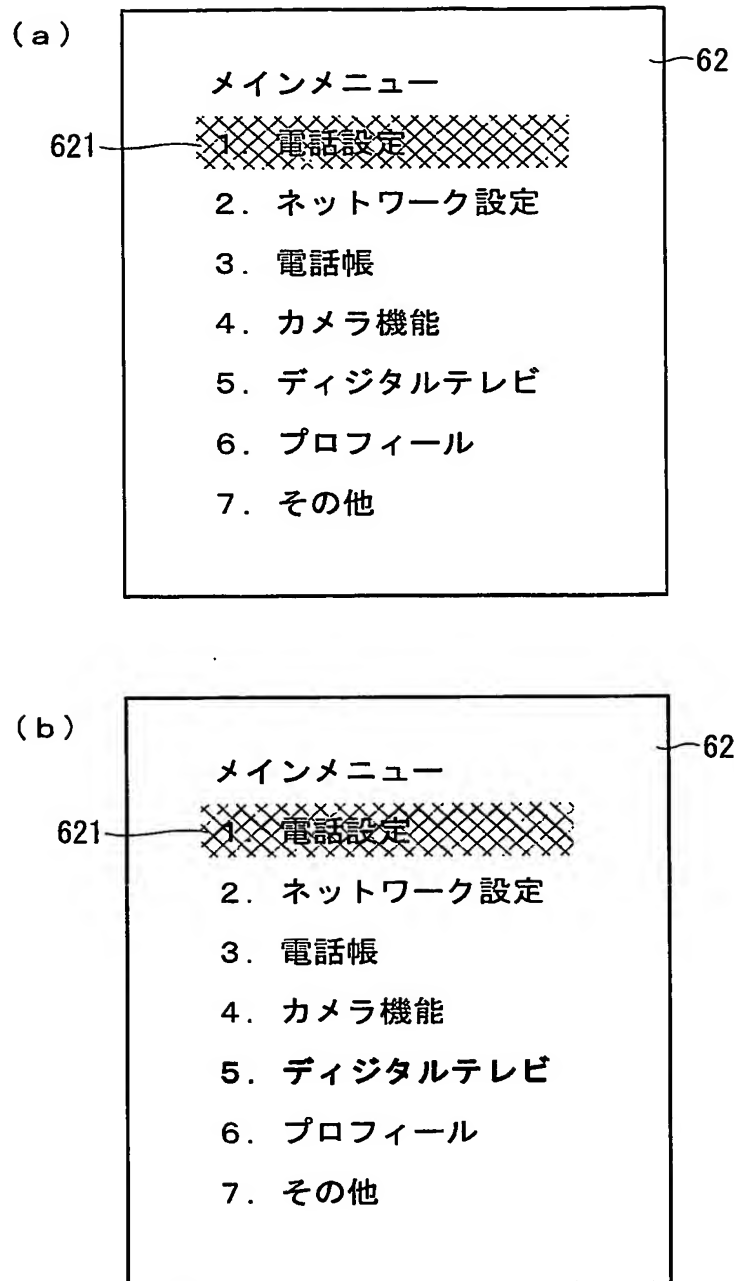 (a)
62
メインメニュー
621
1. 電話設定
2. ネットワーク設定
3. 電話帳
4. カメラ機能
5. ディジタルテレビ
6. プロフィール
7. その他
(b)
62
メインメニュー
621
1. 電話設定
2. ネットワーク設定
3. 電話帳
4. カメラ機能
5. ディジタルテレビ
6. プロフィール
7. その他